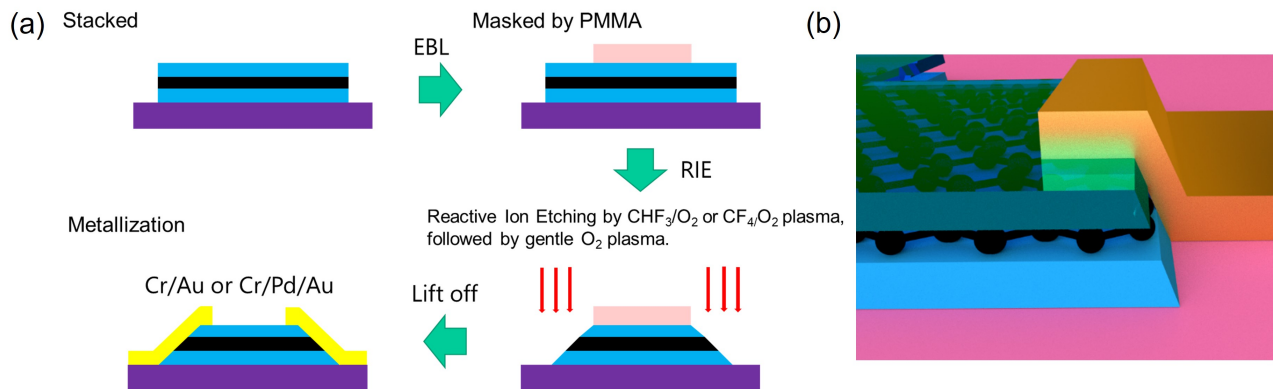 (a)
Stacked
EBL
Masked by PMMA
(b)
RIE
Metallization
Reactive Ion Etching by CHF₃/O₂ or CF₄/O₂ plasma,
followed by gentle O₂ plasma.
Cr/Au or Cr/Pd/Au
Lift off